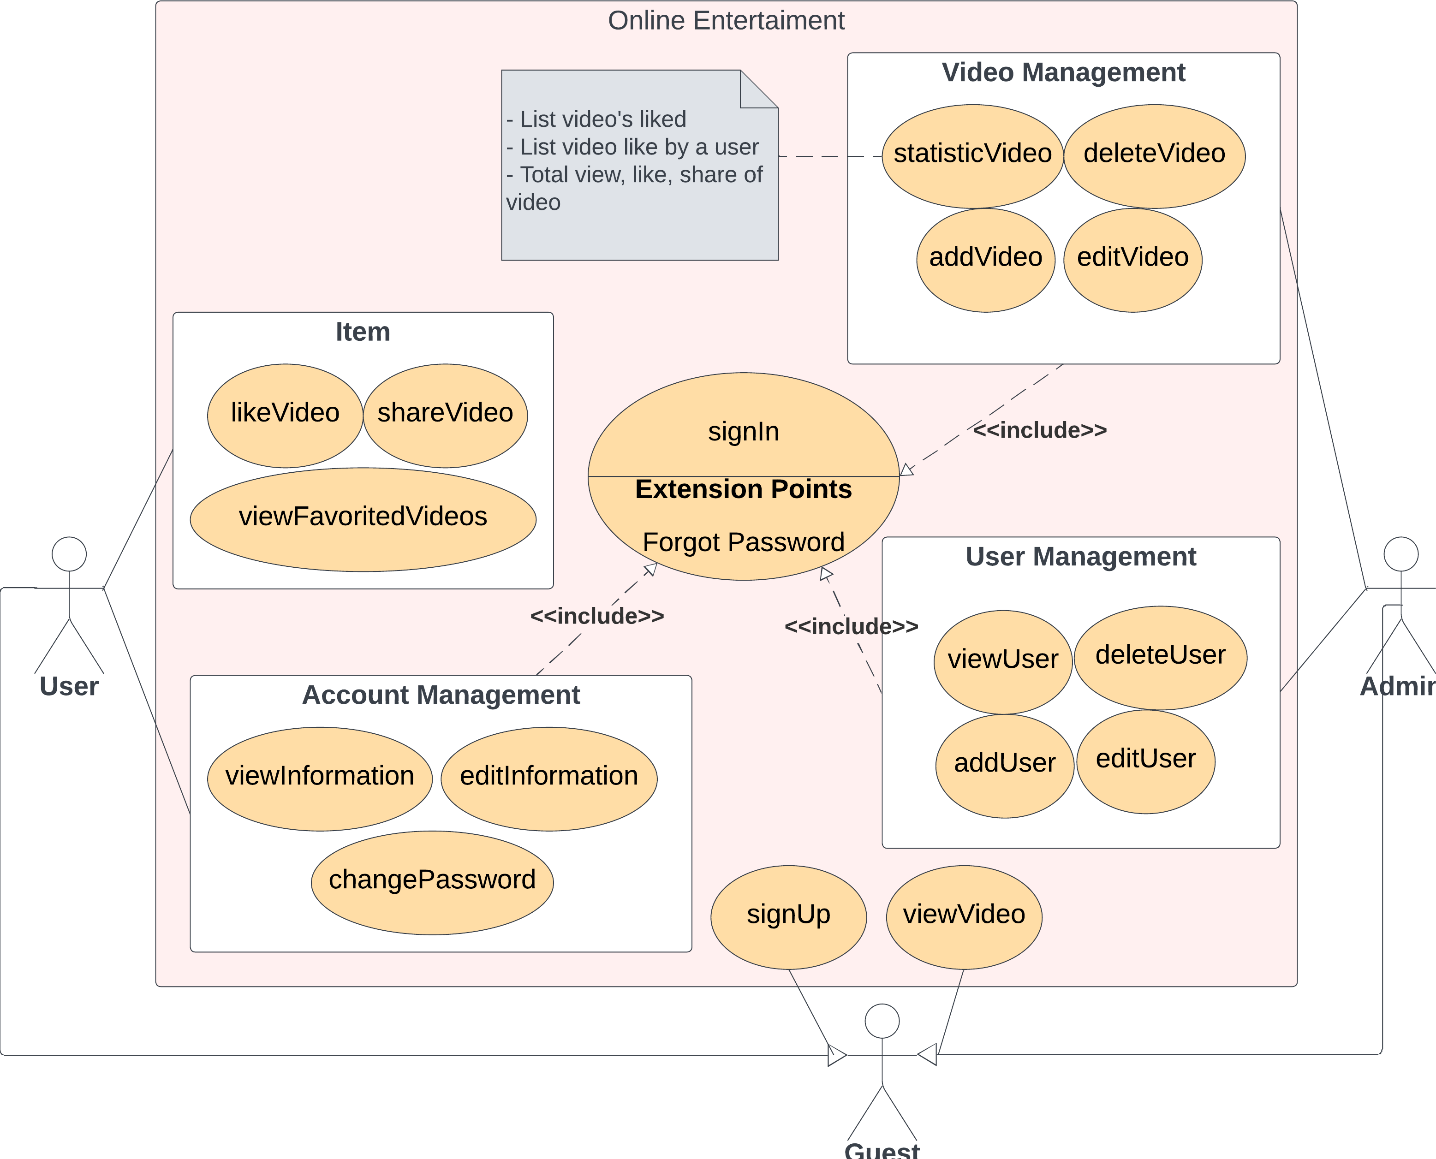 Online Entertaiment
Video Management
- List video's liked
- List video like by a user
- Total view, like, share of
video
statisticVideo
deleteVideo
addVideo
editVideo
Item
likeVideo
shareVideo
viewFavoritedVideos
signIn
Extension Points
Forgot Password
<<include>>
<<include>>
<<include>>
User Management
viewUser
deleteUser
addUser
editUser
User
Admin
Account Management
viewInformation
editInformation
changePassword
signUp
viewVideo
Guest